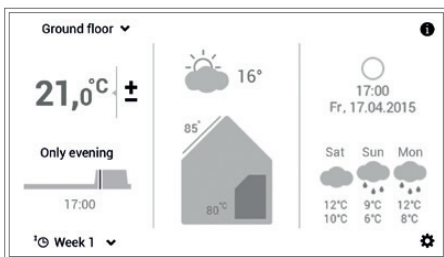 Ground floor
21,0°C ±
Only evening
17:00
Week 1
16°
85°
80°C
17:00
Fr, 17.04.2015
Sat Sun Mon
12°C 9°C 12°C
10°C 6°C 8°C